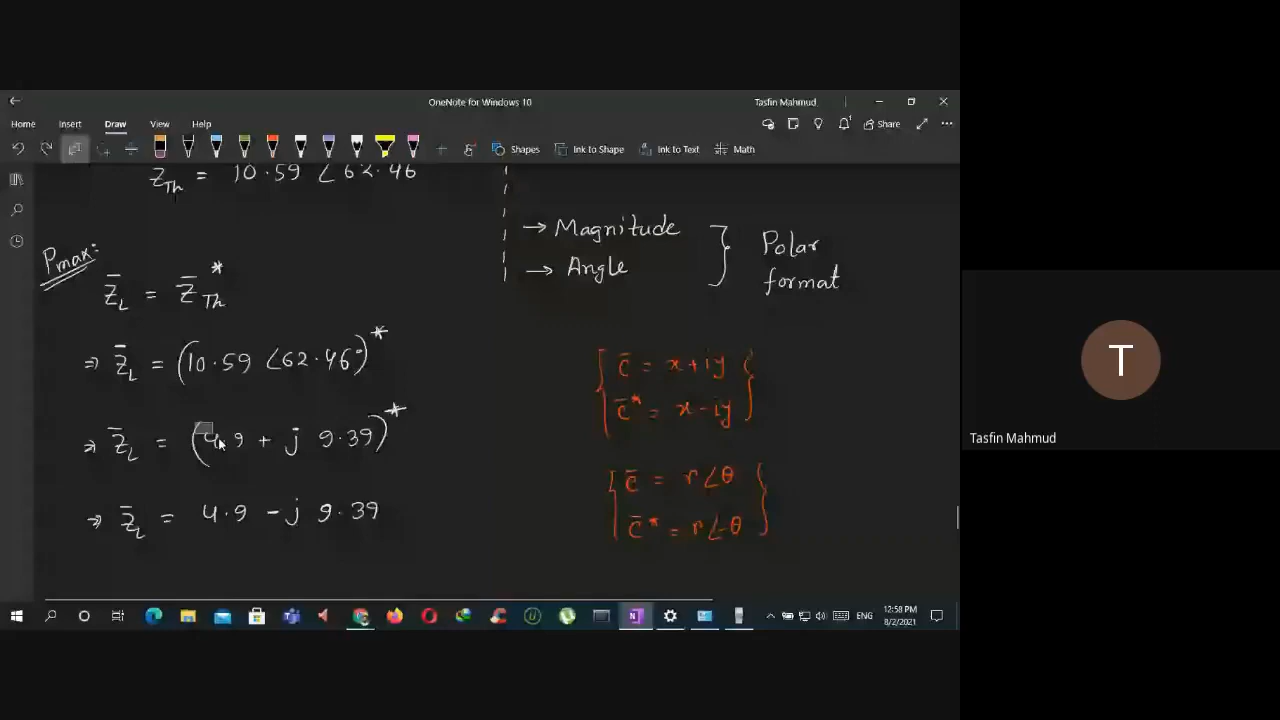 OneNote for Windows 10
Tasfin Mahmud
Home Insert Draw View Help
Share
Shapes Ink to Shape Ink to Text Math
Z_Th = 10.59 ∠62.46
→ Magnitude
→ Angle
} Polar
format
Pmax:
Z̄_L = Z̄_Th*
⇒ Z̄_L = (10.59 ∠62.46°)*
⇒ Z̄_L = (4.9 + j 9.39)*
⇒ Z̄_L = 4.9 - j 9.39
{ c̄ = x+iy }
{ c̄* = x-iy }
{ c̄ = r∠θ }
{ c̄* = r∠-θ }
T
Tasfin Mahmud
ENG
12:58 PM
8/2/2021